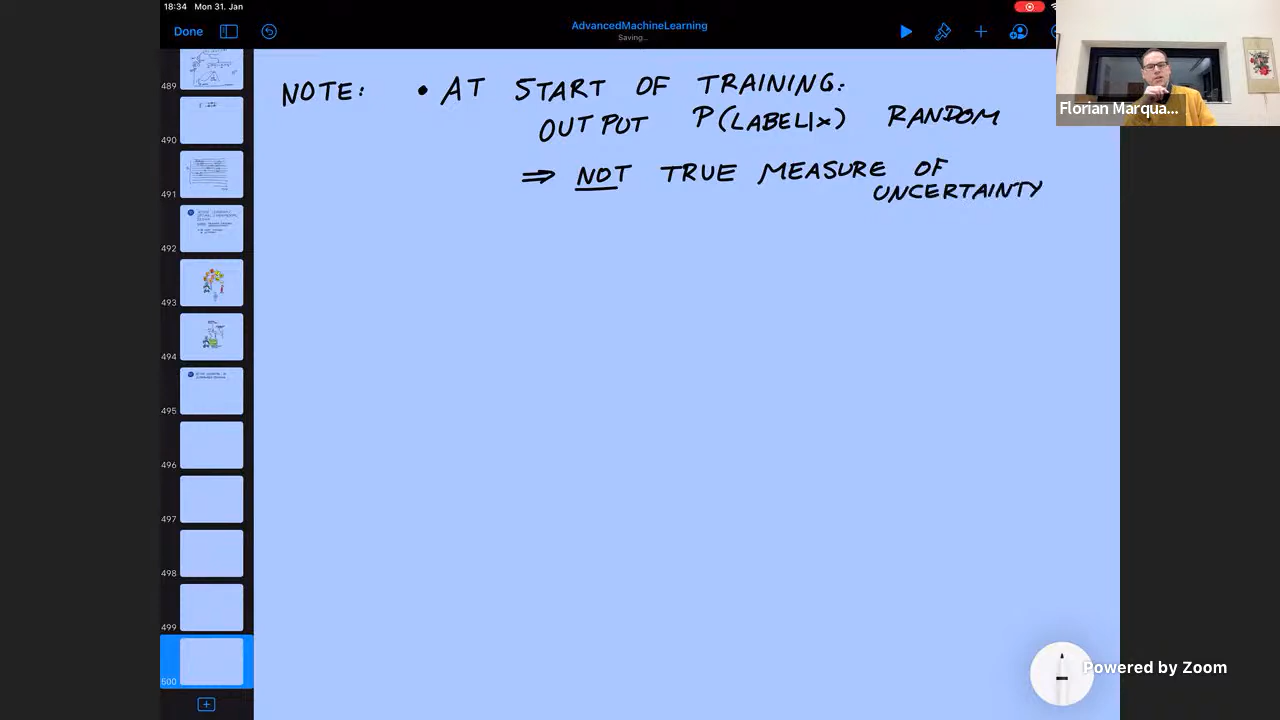 18:34 Mon 31. Jan
Done
AdvancedMachineLearning
Saving...
Florian Marqua...
NOTE: • AT START OF TRAINING:
OUTPUT P(LABEL|x) RANDOM
⇒ NOT TRUE MEASURE OF
UNCERTAINTY
489
490
491
492
493
494
495
496
497
498
499
500
Powered by Zoom